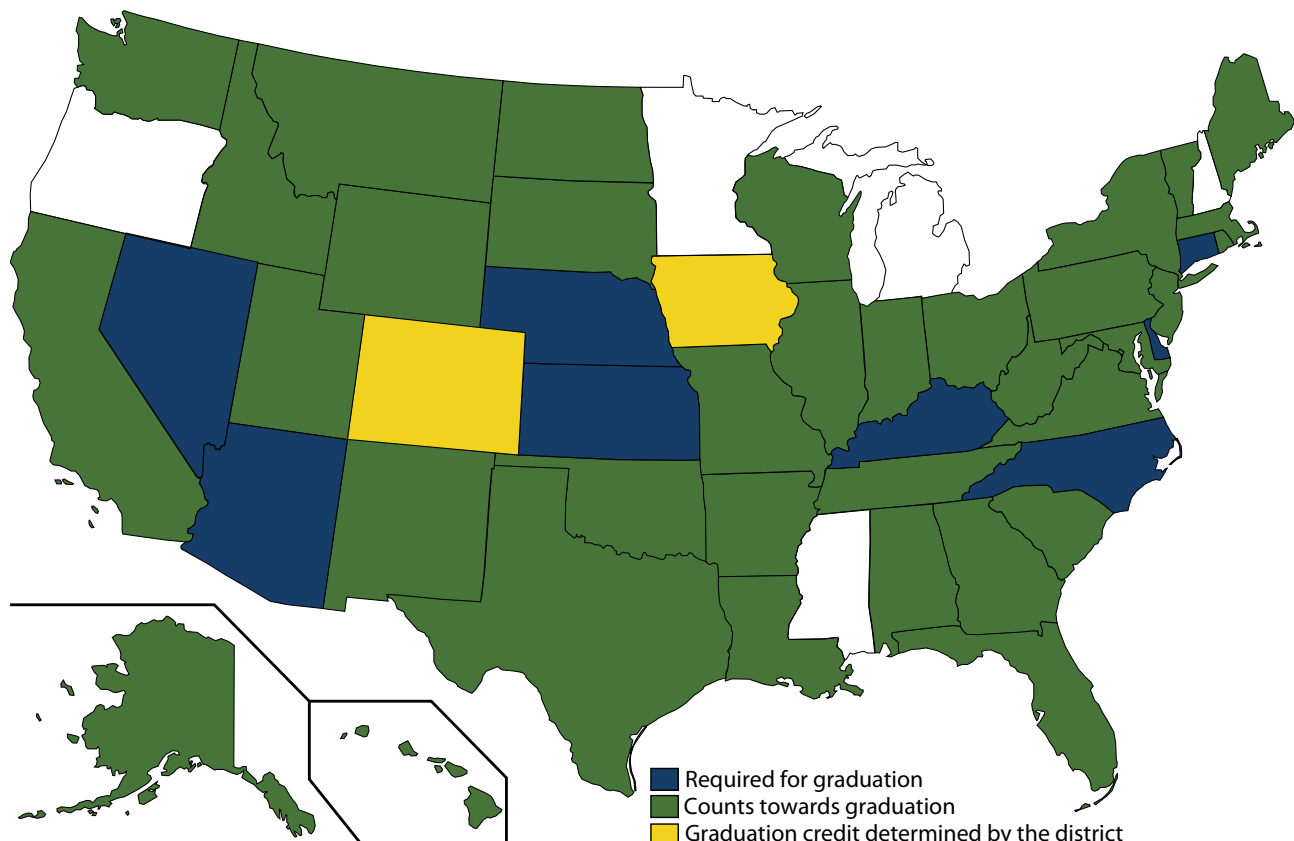 Required for graduation
Counts towards graduation
Graduation credit determined by the district